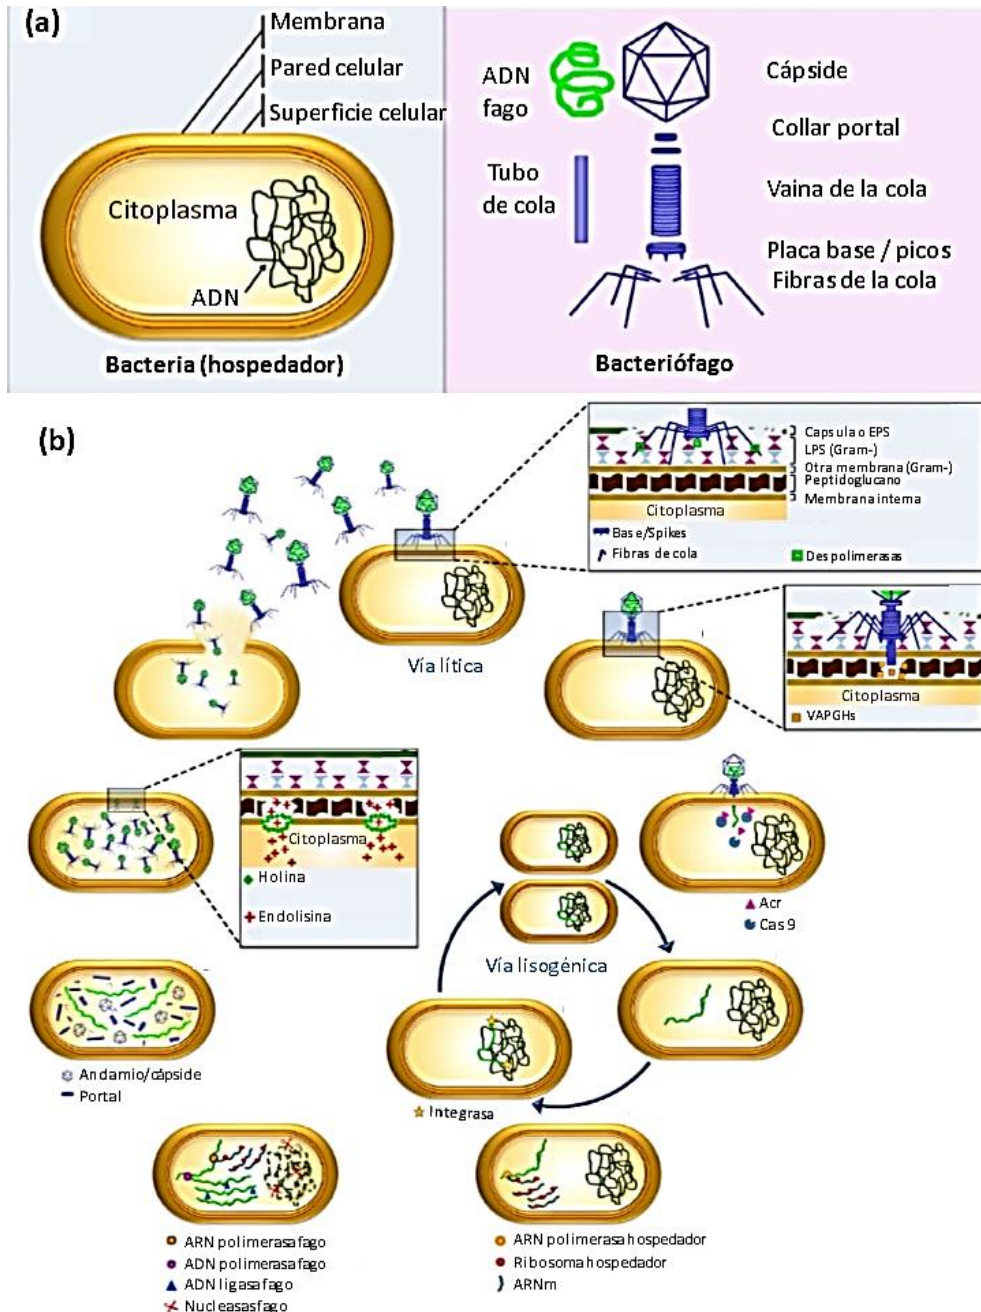 (a)
Membrana
Pared celular
Superficie celular
Citoplasma
ADN
Bacteria (hospedador)
ADN
fago
Cápside
Collar portal
Tubo
de cola
Vaina de la cola
Placa base / picos
Fibras de la cola
Bacteriófago
(b)
Capsula o EPS
LPS (Gram-)
Otra membrana (Gram-)
Peptidoglucano
Membrana interna
Citoplasma
Base/Spikes
Fibras de cola
Despolimerasas
Vía lítica
Citoplasma
VAPGHs
Citoplasma
Holina
Endolisina
Acr
Cas 9
Vía lisogénica
Andamio/cápside
Portal
Integrasa
ARN polimerasa fago
ADN polimerasa fago
ADN ligasa fago
Nucleasas fago
ARN polimerasa hospedador
Ribosoma hospedador
ARNm